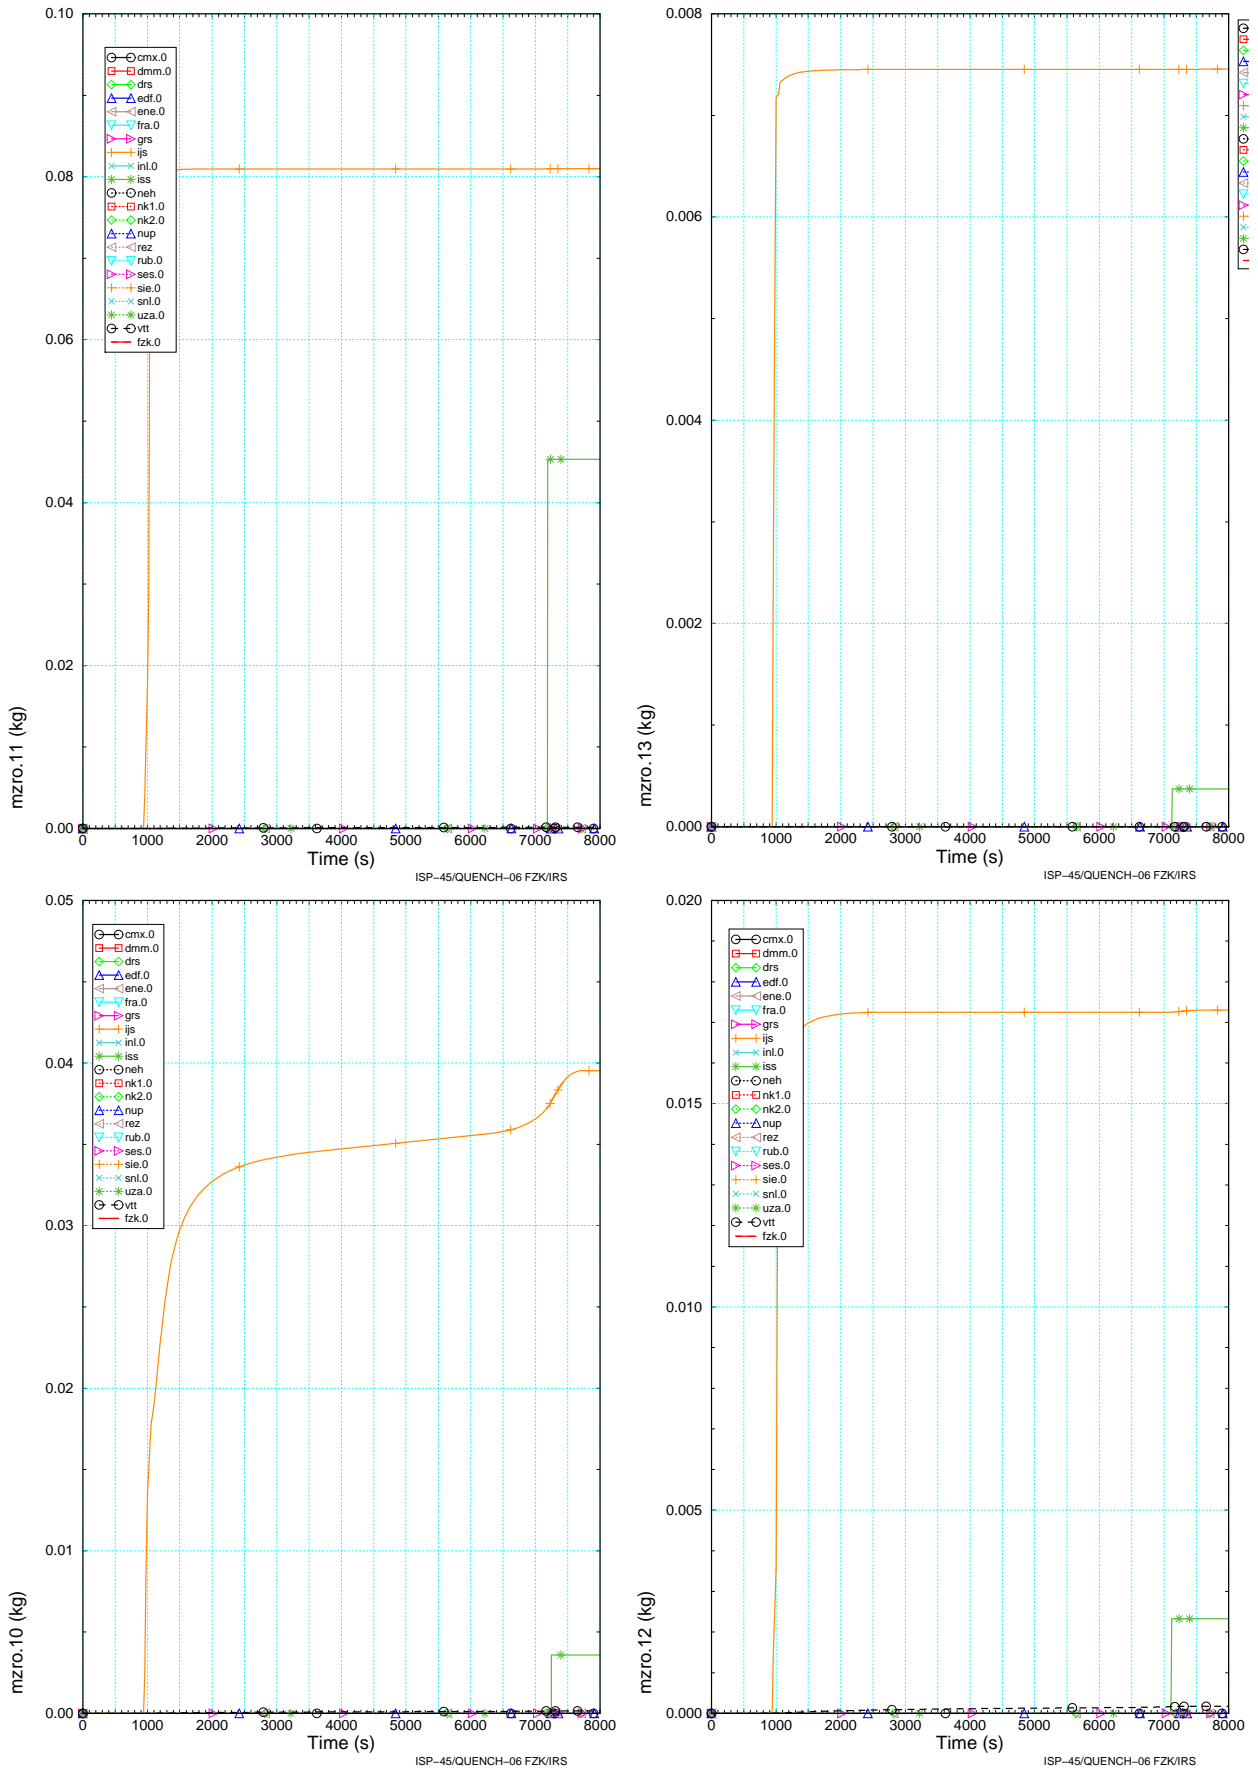 0.10
0.08
0.06
0.04
0.02
0.00
mzro.11 (kg)
cmx.0
dmm.0
drs
edf.0
ene.0
fra.0
grs
ijs
inl.0
iss
neh
nk1.0
nk2.0
nup
rez
rub.0
ses.0
sie.0
snl.0
uza.0
vtt
fzk.0
0 1000 2000 3000 4000 5000 6000 7000 8000
Time (s)
ISP−45/QUENCH−06 FZK/IRS
0.008
0.006
0.004
0.002
0.000
mzro.13 (kg)
0 1000 2000 3000 4000 5000 6000 7000 8000
Time (s)
ISP−45/QUENCH−06 FZK/IRS
0.05
0.04
0.03
0.02
0.01
0.00
mzro.10 (kg)
cmx.0
dmm.0
drs
edf.0
ene.0
fra.0
grs
ijs
inl.0
iss
neh
nk1.0
nk2.0
nup
rez
rub.0
ses.0
sie.0
snl.0
uza.0
vtt
fzk.0
0 1000 2000 3000 4000 5000 6000 7000 8000
Time (s)
ISP−45/QUENCH−06 FZK/IRS
0.020
0.015
0.010
0.005
0.000
mzro.12 (kg)
cmx.0
dmm.0
drs
edf.0
ene.0
fra.0
grs
ijs
inl.0
iss
neh
nk1.0
nk2.0
nup
rez
rub.0
ses.0
sie.0
snl.0
uza.0
vtt
fzk.0
0 1000 2000 3000 4000 5000 6000 7000 8000
Time (s)
ISP−45/QUENCH−06 FZK/IRS